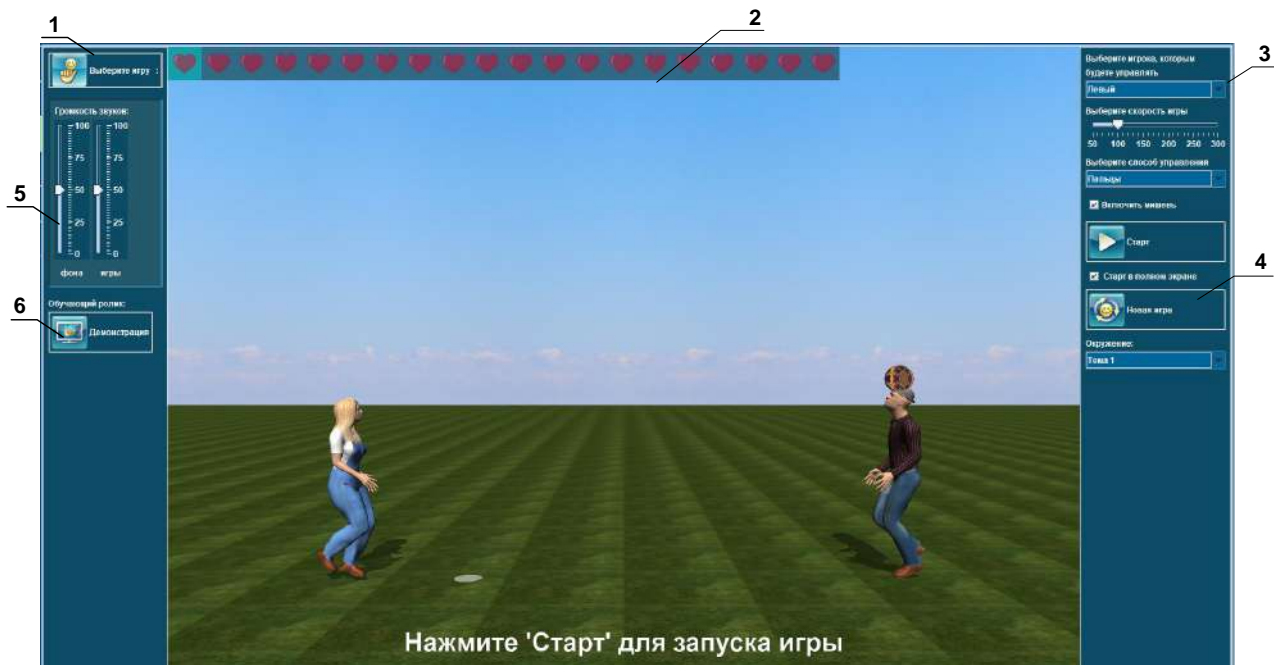 1
2
3
4
5
6
Выберите игру :
Громкость звуков:
100 100
75 75
50 50
25 25
0 0
фона игры
Обучающий ролик:
Демонстрация
Выберите игрока, которым
будете управлять
Левый
Выберите скорость игры
50 100 150 200 250 300
Выберите способ управления
Пальцы
Включить мишень
Старт
Старт в полном экране
Новая игра
Окружение:
Тема 1
Нажмите 'Старт' для запуска игры